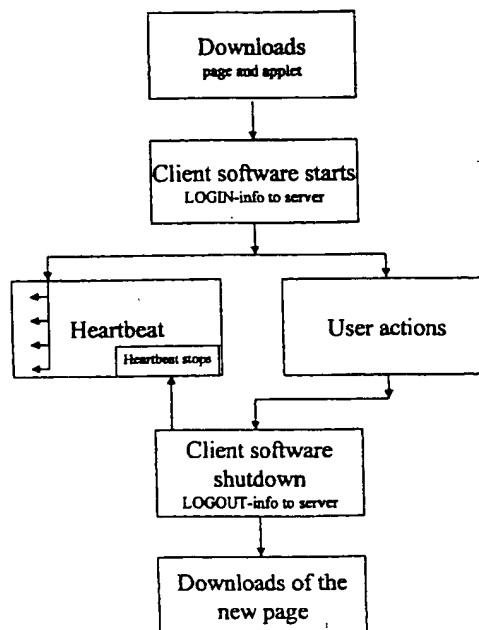 Downloads
page and applet
Client software starts
LOGIN-info to server
Heartbeat
Heartbeat stops
User actions
Client software
shutdown
LOGOUT-info to server
Downloads of the
new page